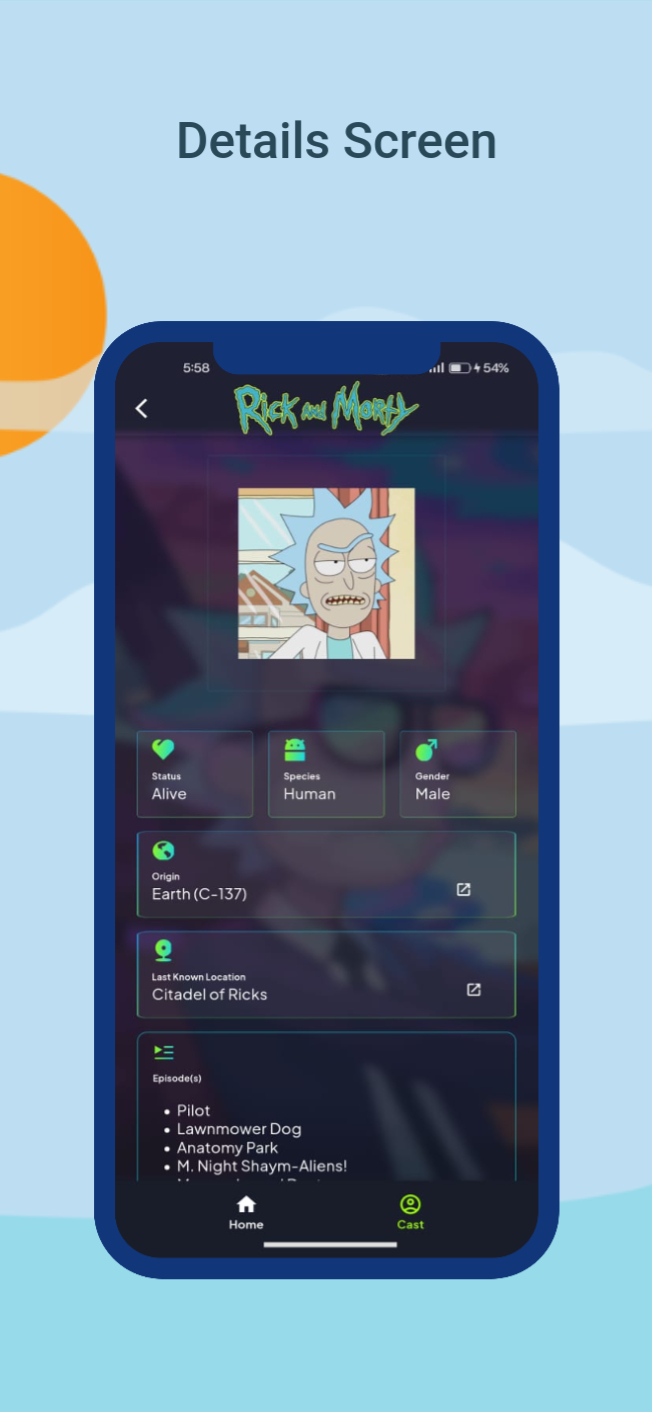 Details Screen
5:58
54%
Rick and Morty
Status
Alive
Species
Human
Gender
Male
Origin
Earth (C-137)
Last Known Location
Citadel of Ricks
Episode(s)
• Pilot
• Lawnmower Dog
• Anatomy Park
• M. Night Shaym-Aliens!
Home
Cast